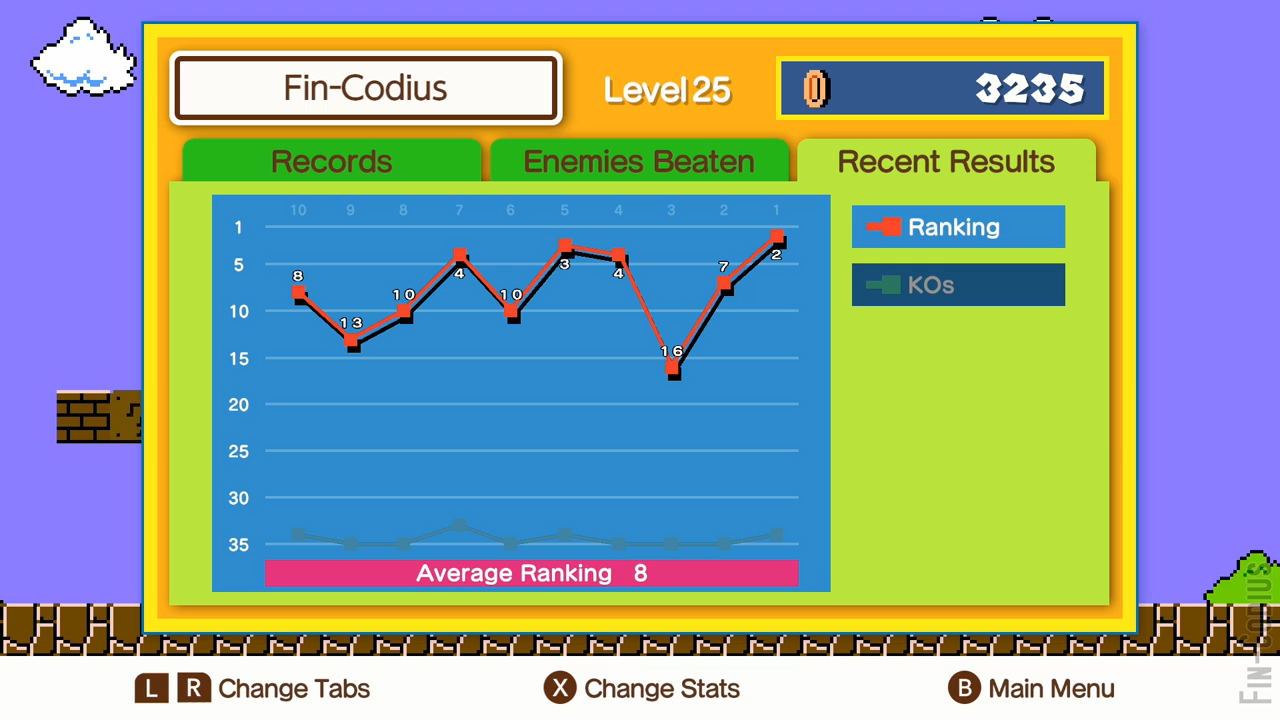 Fin-Codius
Level 25
3235
Records
Enemies Beaten
Recent Results
10 9 8 7 6 5 4 3 2 1
1
5
10
15
20
25
30
35
8
13
10
4
10
3
4
16
7
2
Ranking
KOs
Average Ranking 8
L R Change Tabs
X Change Stats
B Main Menu
Fin-Codius